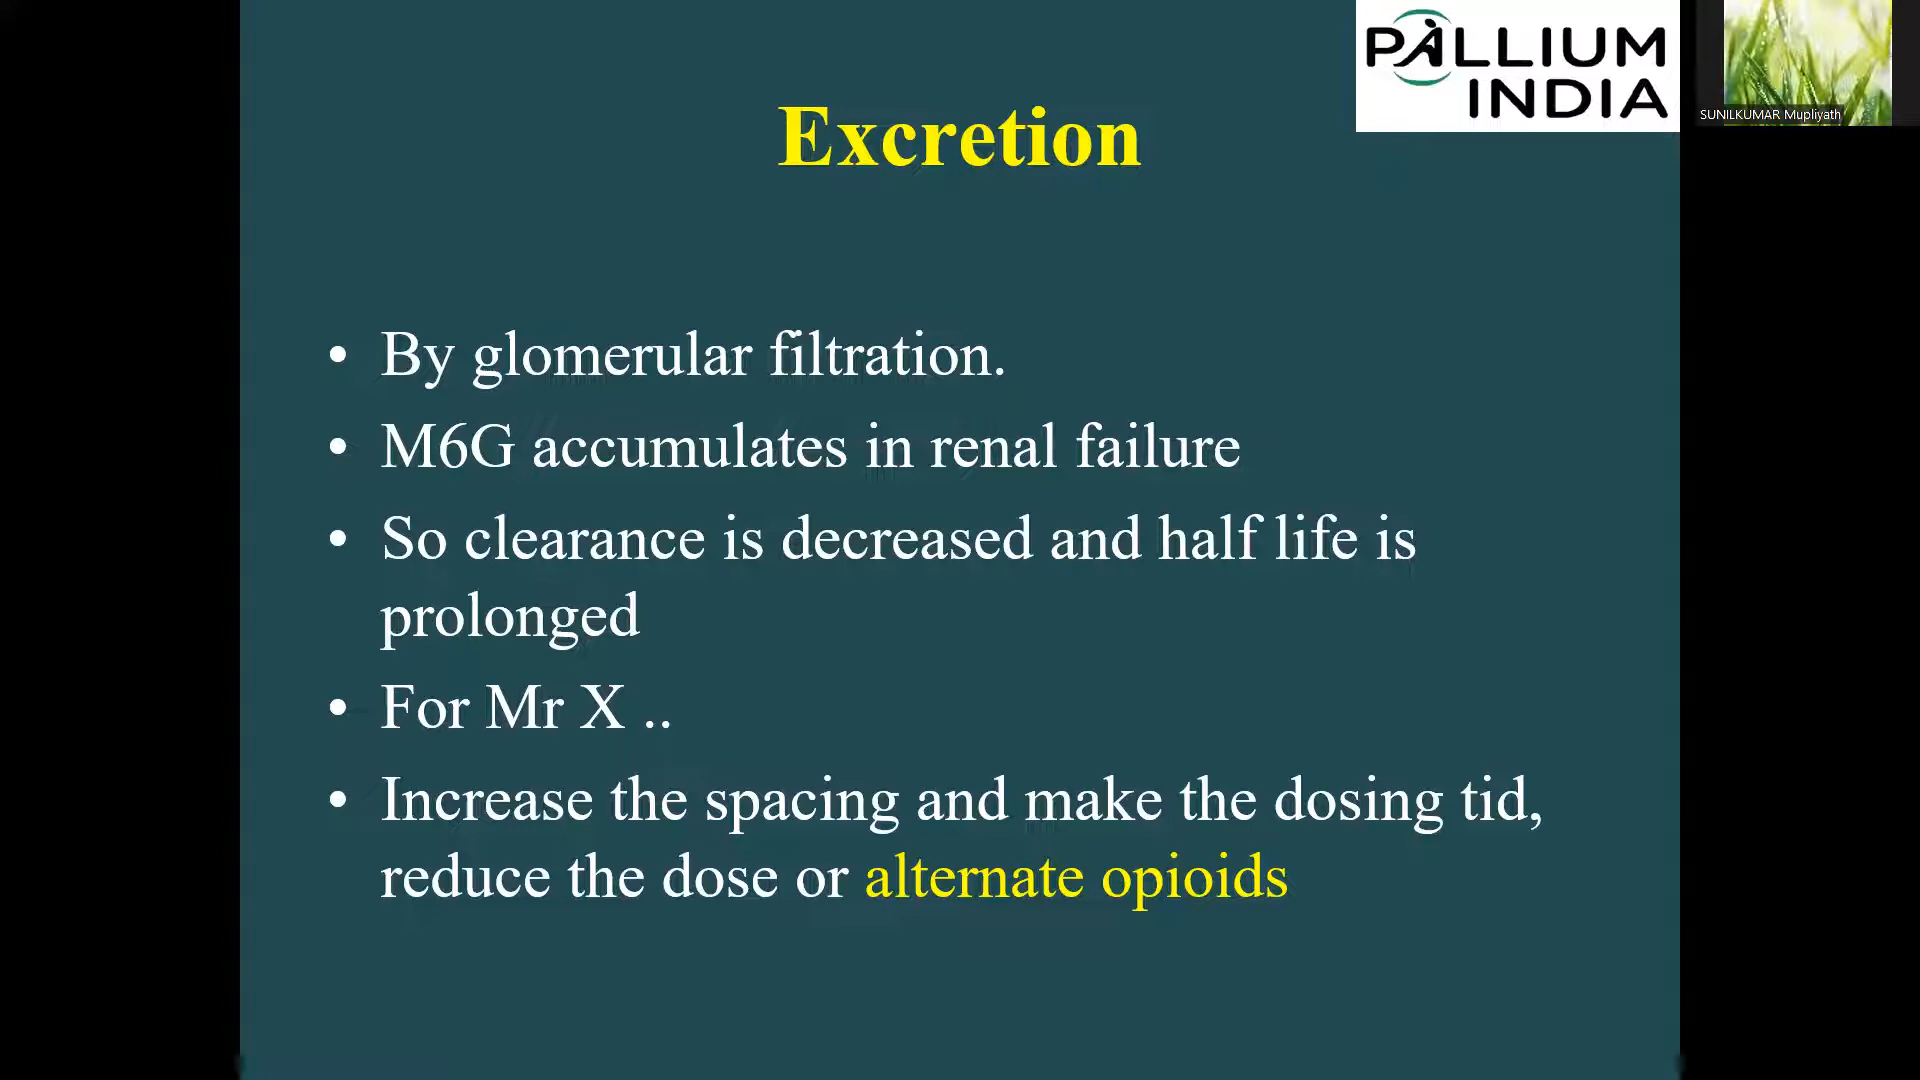 PALLIUM
INDIA
SUNILKUMAR Mupliyath
Excretion
• By glomerular filtration.
• M6G accumulates in renal failure
• So clearance is decreased and half life is
prolonged
• For Mr X ..
• Increase the spacing and make the dosing tid,
reduce the dose or alternate opioids